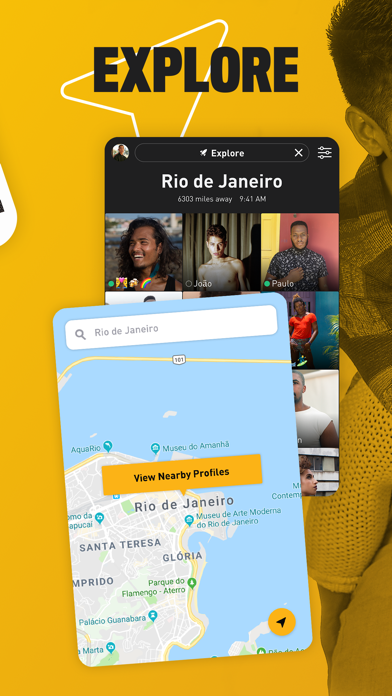 EXPLORE
Explore
Rio de Janeiro
6303 miles away 9:41 AM
João
Paulo
Rio de Janeiro
101
AquaRio
Museu do Amanhã
View Nearby Profiles
Rio de Janeiro
Museu de Arte Moderna
do Rio de Janeiro
SANTA TERESA
GLÓRIA
Parque do
Flamengo - Aterro
Palácio Guanabara